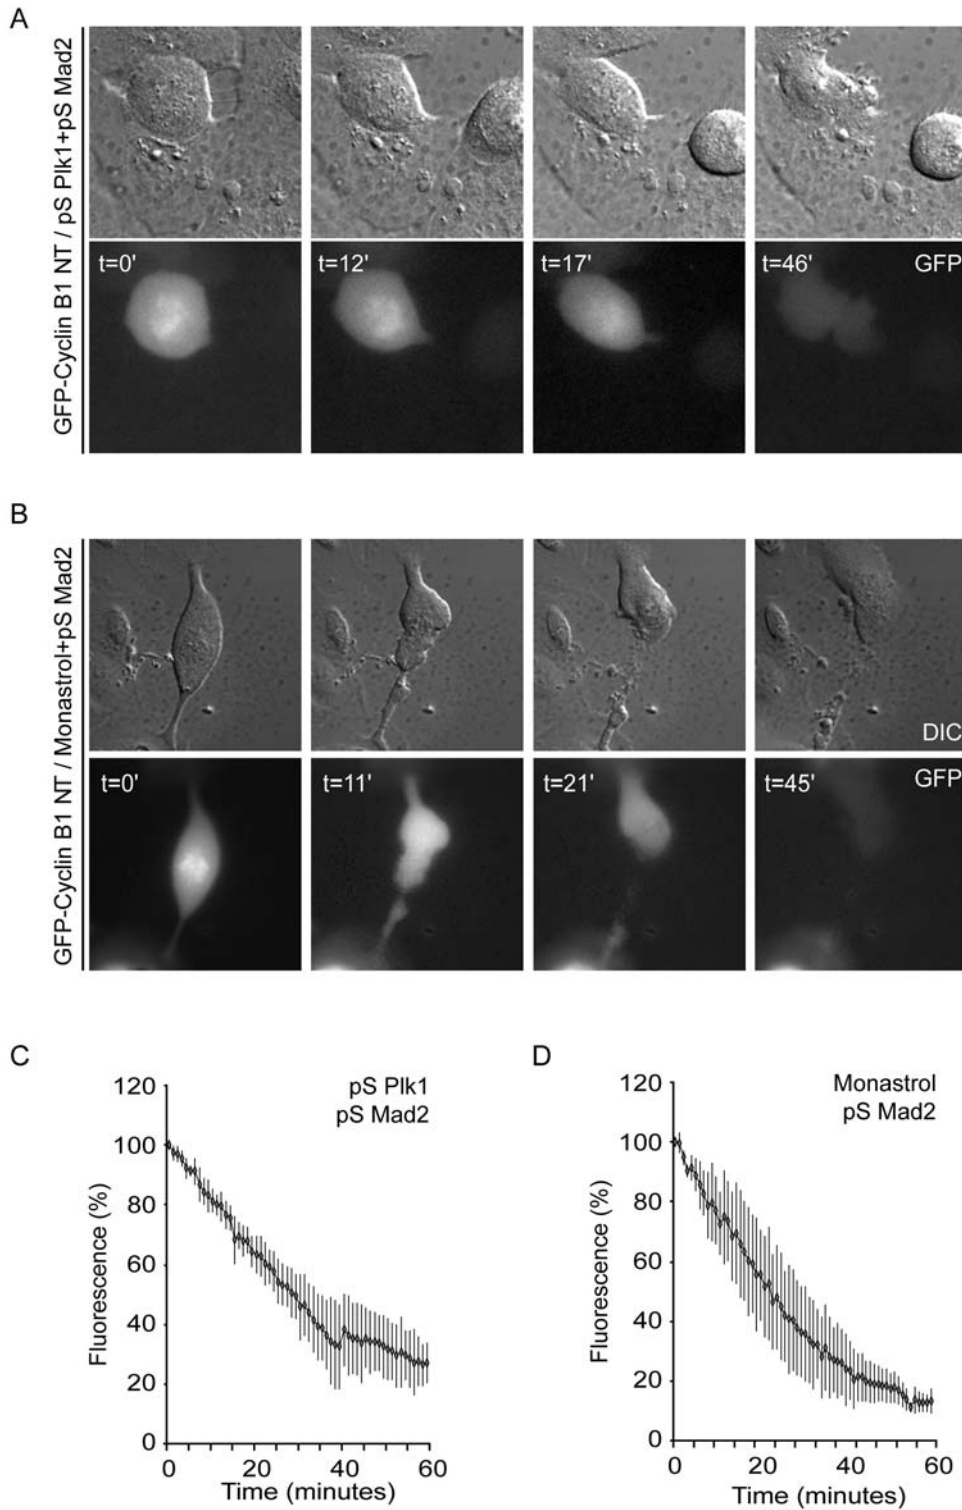 A
GFP-Cyclin B1 NT / pS Plk1+pS Mad2
t=0'
t=12'
t=17'
t=46'
GFP
B
GFP-Cyclin B1 NT / Monastrol+pS Mad2
DIC
t=0'
t=11'
t=21'
t=45'
GFP
C
pS Plk1
pS Mad2
120
100
80
60
40
20
0
Fluorescence (%)
0
20
40
60
Time (minutes)
D
Monastrol
pS Mad2
120
100
80
60
40
20
0
Fluorescence (%)
0
20
40
60
Time (minutes)